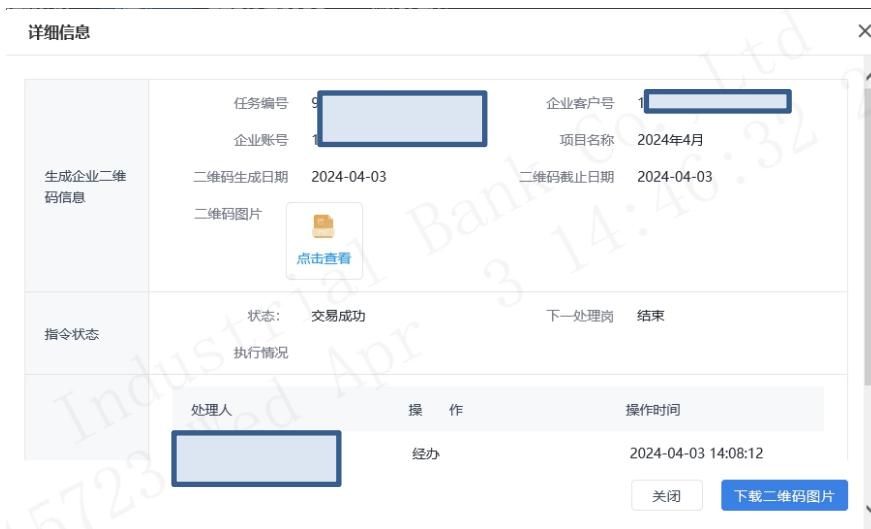 详细信息
任务编号 9
企业客户号 1
企业账号 1
项目名称 2024年4月
生成企业二维
码信息
二维码生成日期 2024-04-03
二维码截止日期 2024-04-03
二维码图片
点击查看
指令状态
状态: 交易成功
下一处理岗 结束
执行情况
处理人 操 作 操作时间
经办 2024-04-03 14:08:12
关闭 下载二维码图片
Industrial Bank Co., Ltd
15723 Wed Apr 3 14:46:32 2